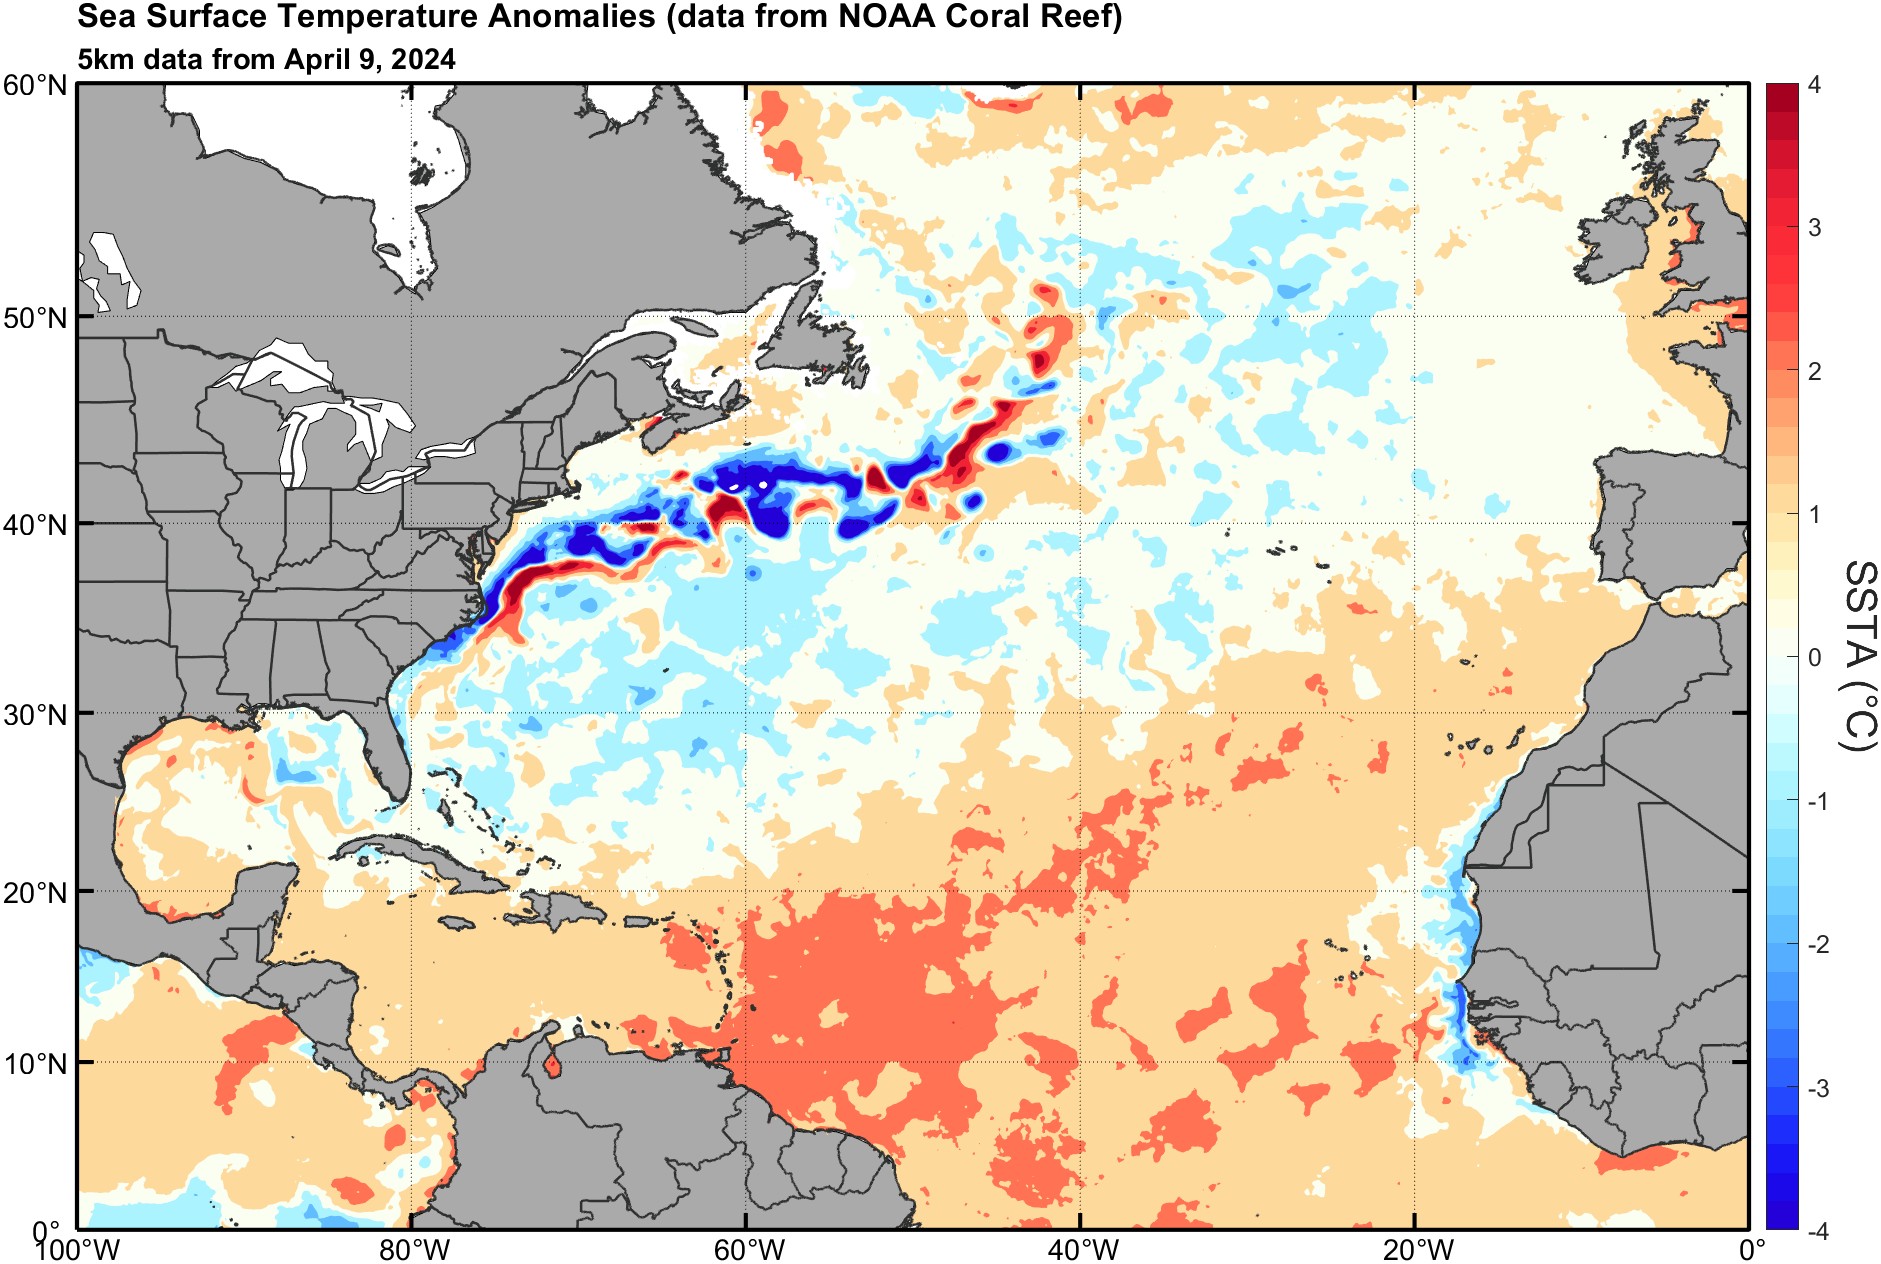 Sea Surface Temperature Anomalies (data from NOAA Coral Reef)
5km data from April 9, 2024
60°N
50°N
40°N
30°N
20°N
10°N
0°
100°W
80°W
60°W
40°W
20°W
0°
4
3
2
1
0
-1
-2
-3
-4
SSTA (°C)